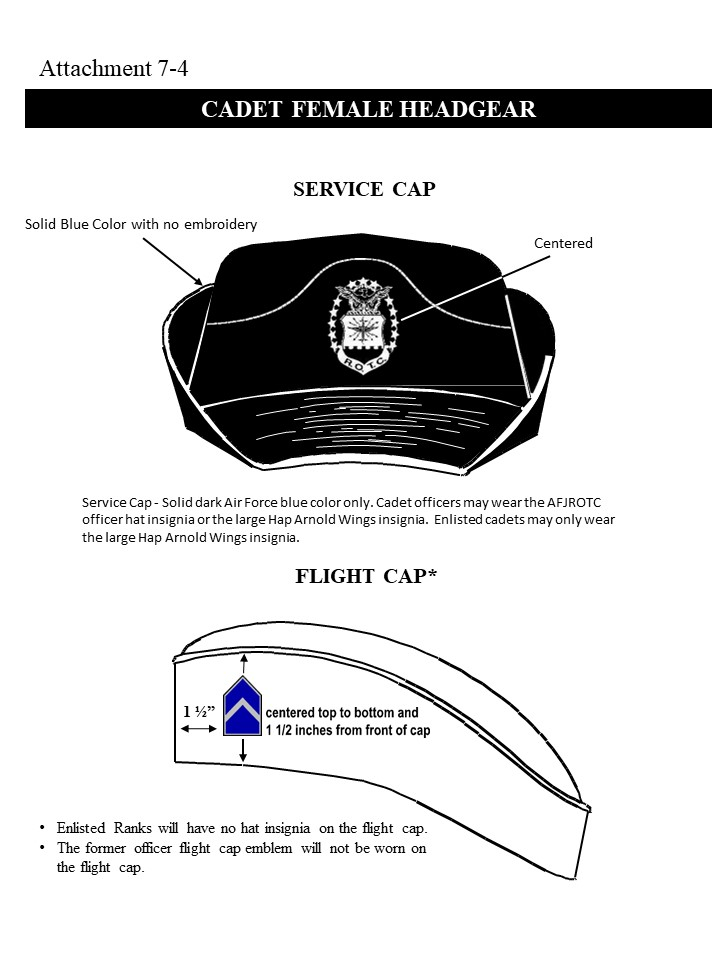 Attachment 7-4
CADET FEMALE HEADGEAR
SERVICE CAP
Solid Blue Color with no embroidery
Centered
R.O.T.C.
Service Cap - Solid dark Air Force blue color only. Cadet officers may wear the AFJROTC
officer hat insignia or the large Hap Arnold Wings insignia. Enlisted cadets may only wear
the large Hap Arnold Wings insignia.
FLIGHT CAP*
1 ½”
centered top to bottom and
1 1/2 inches from front of cap
• Enlisted Ranks will have no hat insignia on the flight cap.
• The former officer flight cap emblem will not be worn on
the flight cap.